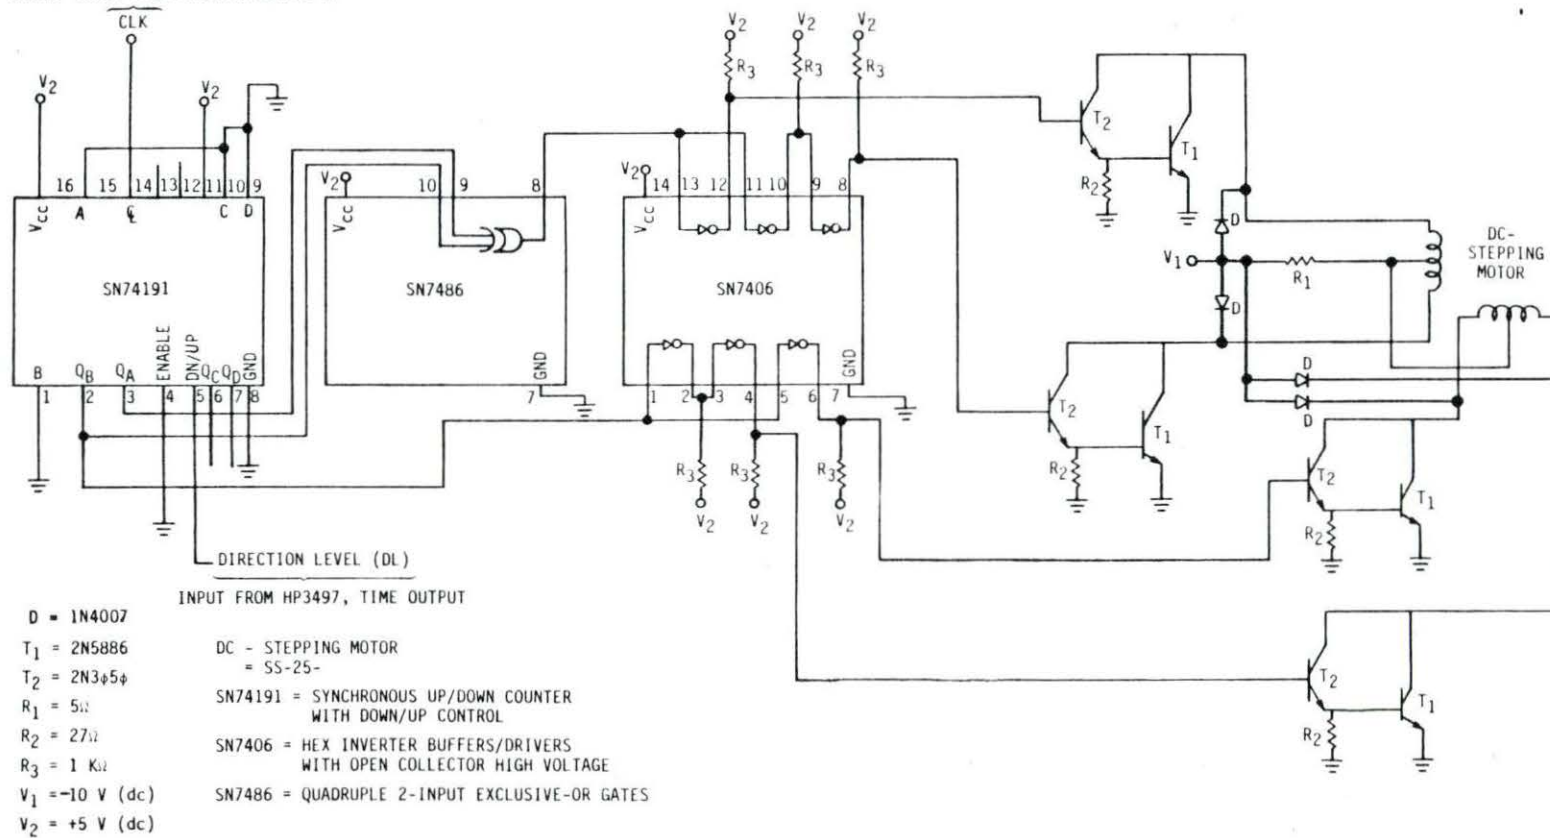 CLK
V2
V2
16 15 14 13 12 11 10 9
VCC A CL C D
SN74191
B QB QA ENABLE DN/UP QC QD GND
1 2 3 4 5 6 7 8
V2
10 9 8
VCC
SN7486
GND
7
V2 V2 V2
R3 R3 R3
V2
14 13 12 11 10 9 8
VCC
SN7406
GND
1 2 3 4 5 6 7
R3 R3 R3
V2 V2 V2
T2
T1
R2
D
V1
R1
D
DC-
STEPPING
MOTOR
D
D
T2
T1
R2
T2
T1
R2
T2
T1
R2
DIRECTION LEVEL (DL)
INPUT FROM HP3497, TIME OUTPUT
D = 1N4007
T1 = 2N5886
T2 = 2N3φ5φ
R1 = 5Ω
R2 = 27Ω
R3 = 1 KΩ
V1 =-10 V (dc)
V2 = +5 V (dc)
DC - STEPPING MOTOR
= SS-25-
SN74191 = SYNCHRONOUS UP/DOWN COUNTER
WITH DOWN/UP CONTROL
SN7406 = HEX INVERTER BUFFERS/DRIVERS
WITH OPEN COLLECTOR HIGH VOLTAGE
SN7486 = QUADRUPLE 2-INPUT EXCLUSIVE-OR GATES